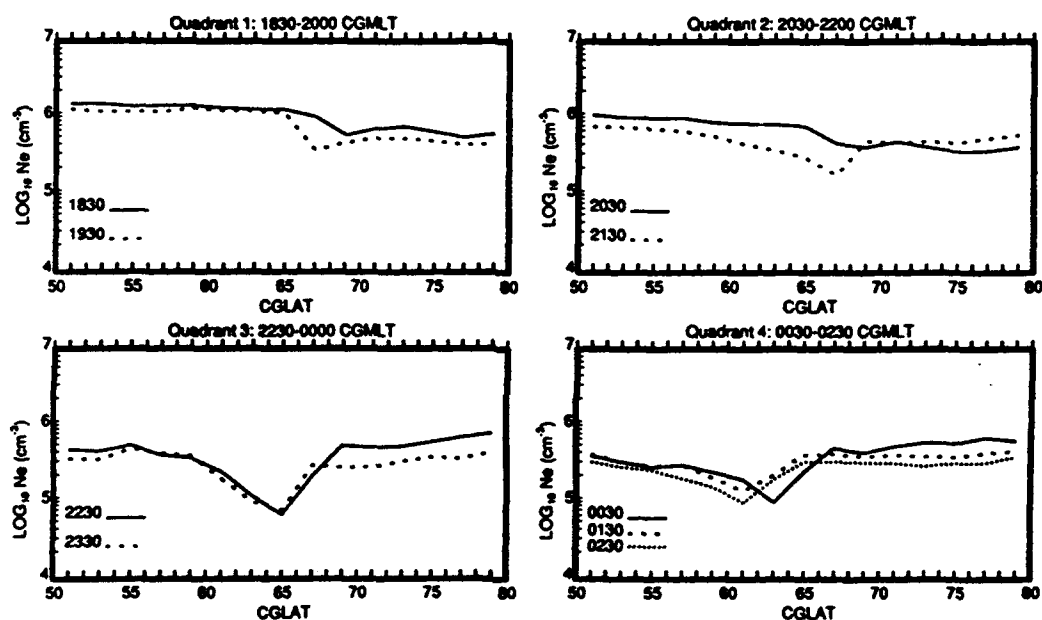 Quadrant 1: 1830-2000 CGMLT
7
6
5
4
LOG₁₀ Ne (cm⁻³)
1830
1930
50 55 60 65 70 75 80
CGLAT
Quadrant 2: 2030-2200 CGMLT
7
6
5
4
LOG₁₀ Ne (cm⁻³)
2030
2130
50 55 60 65 70 75 80
CGLAT
Quadrant 3: 2230-0000 CGMLT
7
6
5
4
LOG₁₀ Ne (cm⁻³)
2230
2330
50 55 60 65 70 75 80
CGLAT
Quadrant 4: 0030-0230 CGMLT
7
6
5
4
LOG₁₀ Ne (cm⁻³)
0030
0130
0230
50 55 60 65 70 75 80
CGLAT